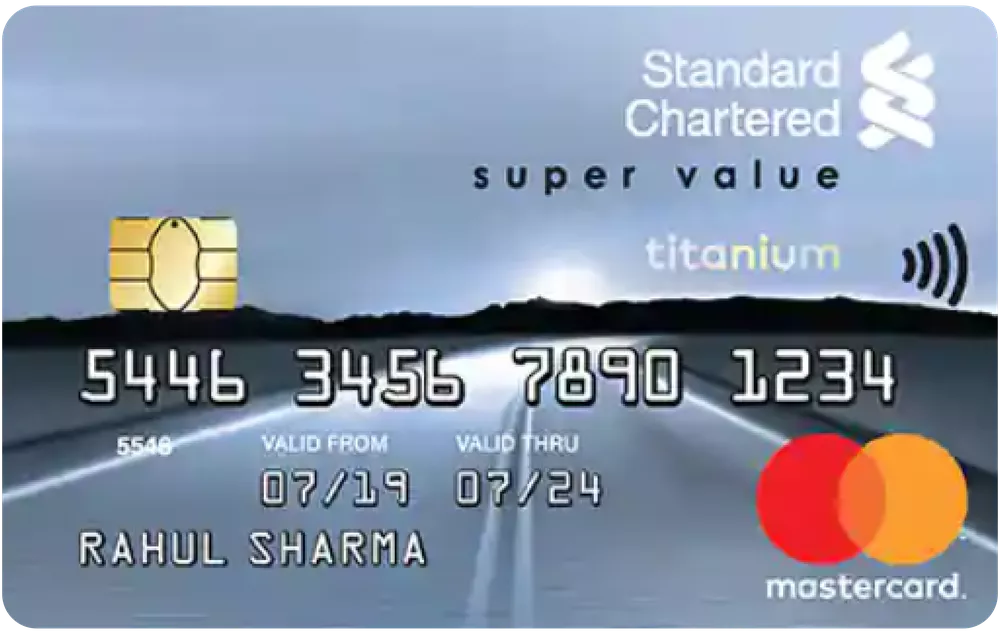 Standard
Chartered
super value
titanium
5446 3456 7890 1234
5546 VALID FROM VALID THRU
07/19 07/24
RAHUL SHARMA
mastercard.